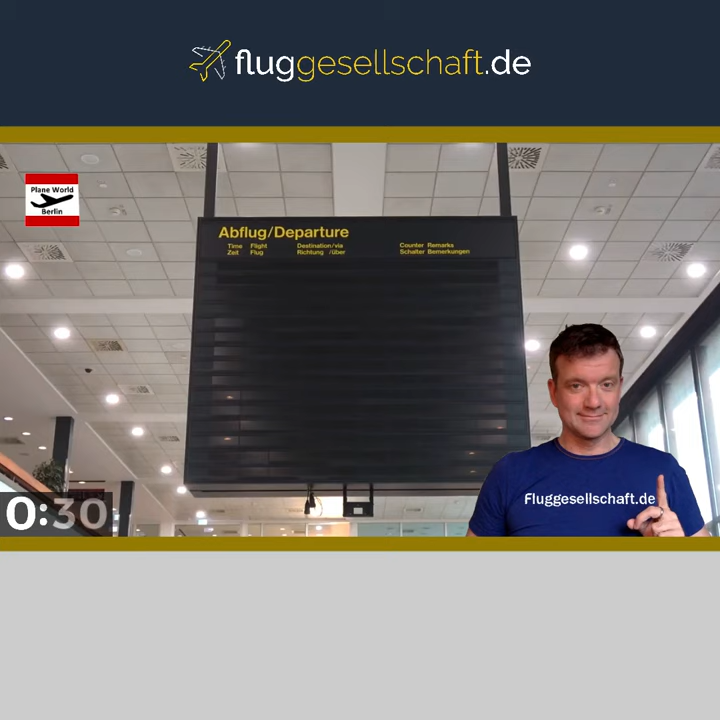 fluggesellschaft.de
Plane World
Berlin
Abflug/Departure
Time Flight Destination/via Counter Remarks
Zeit Flug Richtung /über Schalter Bemerkungen
Fluggesellschaft.de
0:30